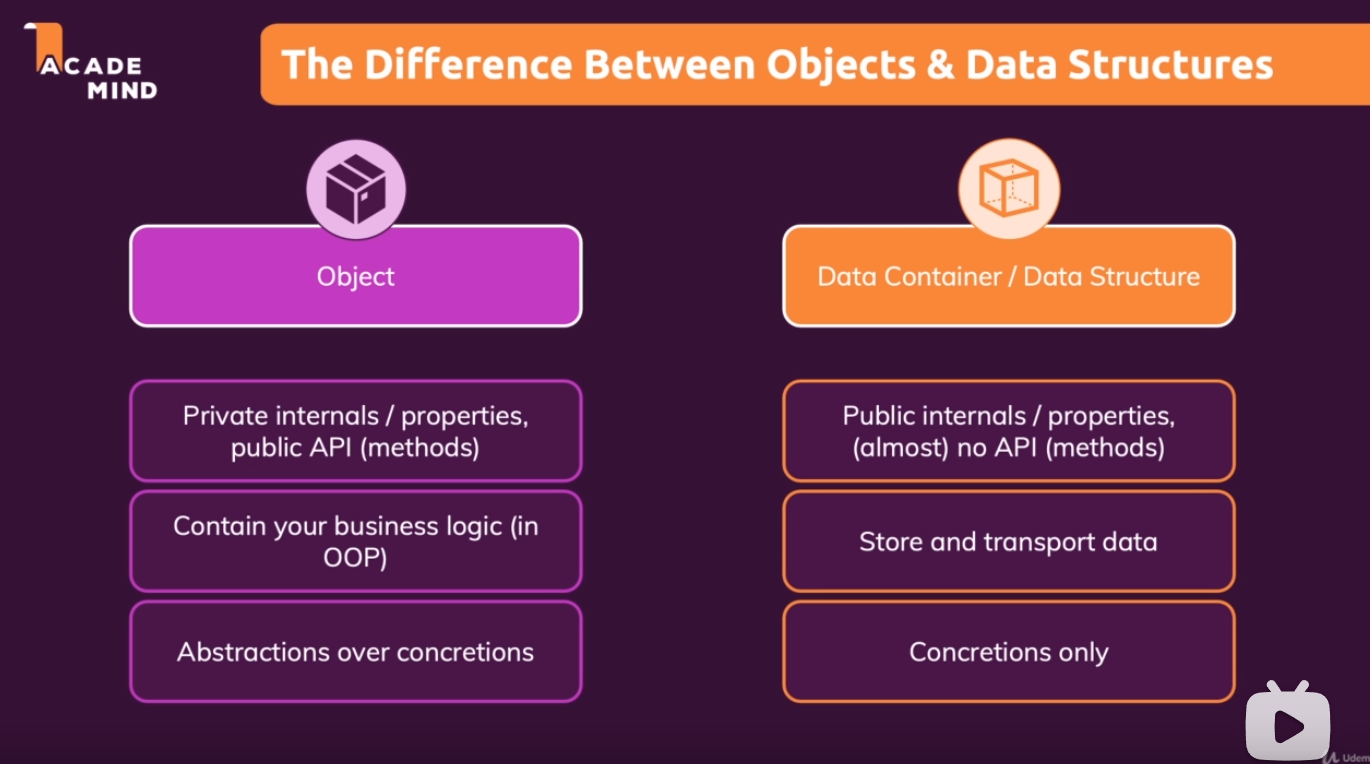 ACADE
MIND
The Difference Between Objects & Data Structures
Object
Private internals / properties,
public API (methods)
Contain your business logic (in
OOP)
Abstractions over concretions
Data Container / Data Structure
Public internals / properties,
(almost) no API (methods)
Store and transport data
Concretions only